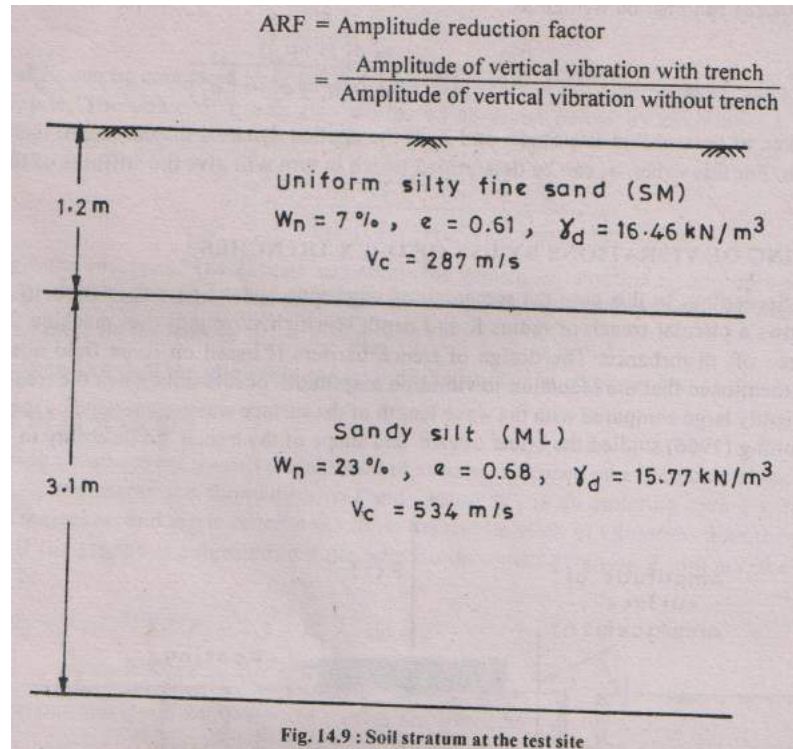 ARF = Amplitude reduction factor
= Amplitude of vertical vibration with trench
Amplitude of vertical vibration without trench
1.2 m
Uniform silty fine sand (SM)
Wn = 7 %, e = 0.61, γd = 16.46 kN/m³
Vc = 287 m/s
3.1 m
Sandy silt (ML)
Wn = 23 %, e = 0.68, γd = 15.77 kN/m³
Vc = 534 m/s
Fig. 14.9 : Soil stratum at the test site